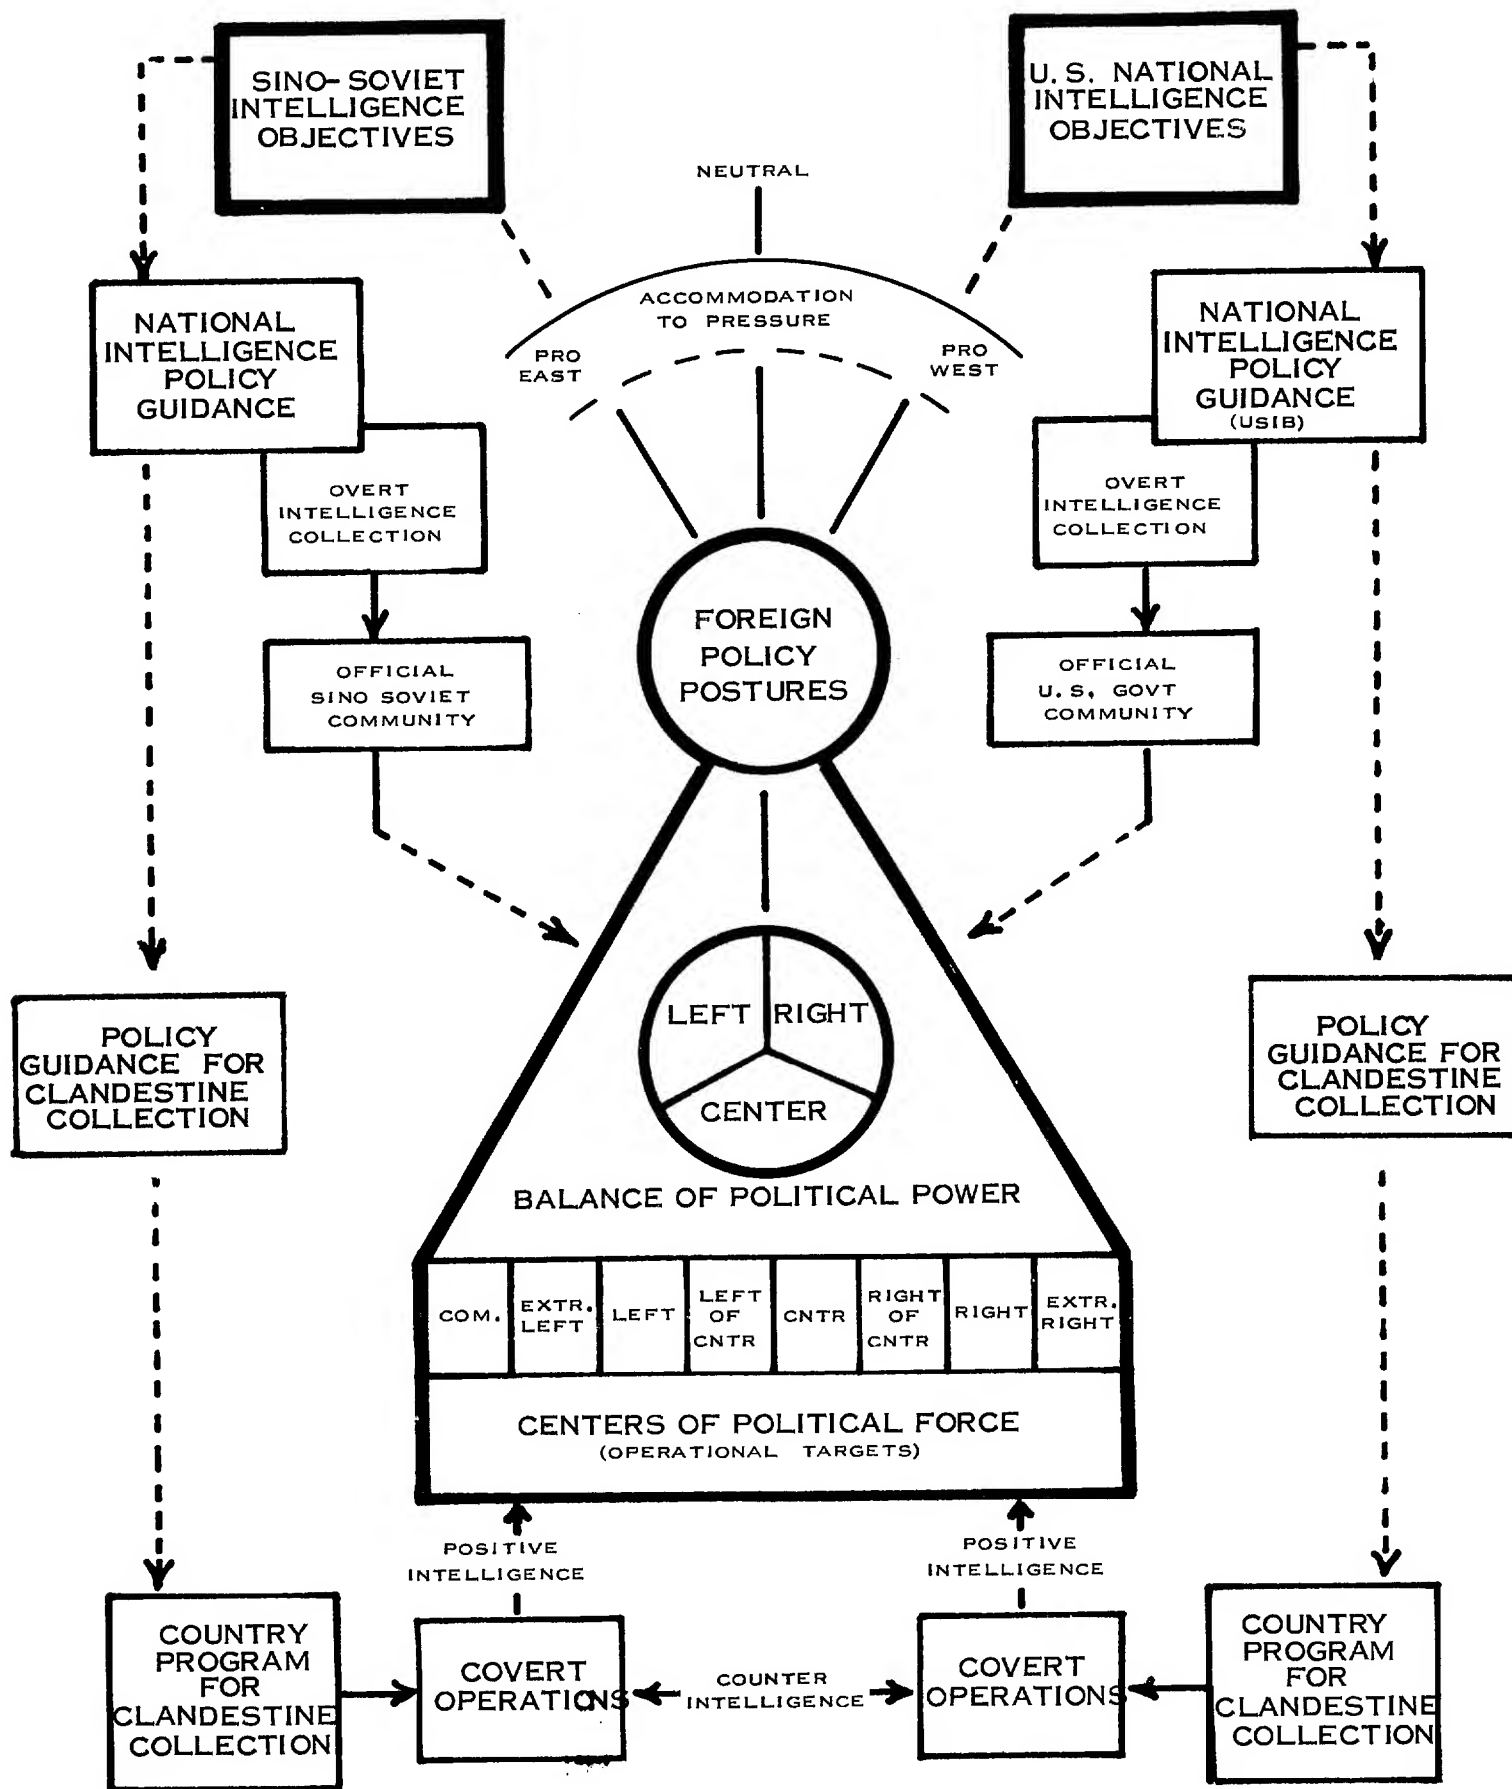 SINO-SOVIET
INTELLIGENCE
OBJECTIVES
U.S. NATIONAL
INTELLIGENCE
OBJECTIVES
NEUTRAL
ACCOMMODATION
TO PRESSURE
PRO
EAST
PRO
WEST
NATIONAL
INTELLIGENCE
POLICY
GUIDANCE
NATIONAL
INTELLIGENCE
POLICY
GUIDANCE
(USIB)
OVERT
INTELLIGENCE
COLLECTION
OVERT
INTELLIGENCE
COLLECTION
FOREIGN
POLICY
POSTURES
OFFICIAL
SINO SOVIET
COMMUNITY
OFFICIAL
U.S. GOVT
COMMUNITY
LEFT
RIGHT
CENTER
POLICY
GUIDANCE FOR
CLANDESTINE
COLLECTION
POLICY
GUIDANCE FOR
CLANDESTINE
COLLECTION
BALANCE OF POLITICAL POWER
COM.
EXTR.
LEFT
LEFT
LEFT
OF
CNTR
CNTR
RIGHT
OF
CNTR
RIGHT
EXTR.
RIGHT
CENTERS OF POLITICAL FORCE
(OPERATIONAL TARGETS)
POSITIVE
INTELLIGENCE
POSITIVE
INTELLIGENCE
COUNTRY
PROGRAM
FOR
CLANDESTINE
COLLECTION
COVERT
OPERATIONS
COUNTER
INTELLIGENCE
COVERT
OPERATIONS
COUNTRY
PROGRAM
FOR
CLANDESTINE
COLLECTION